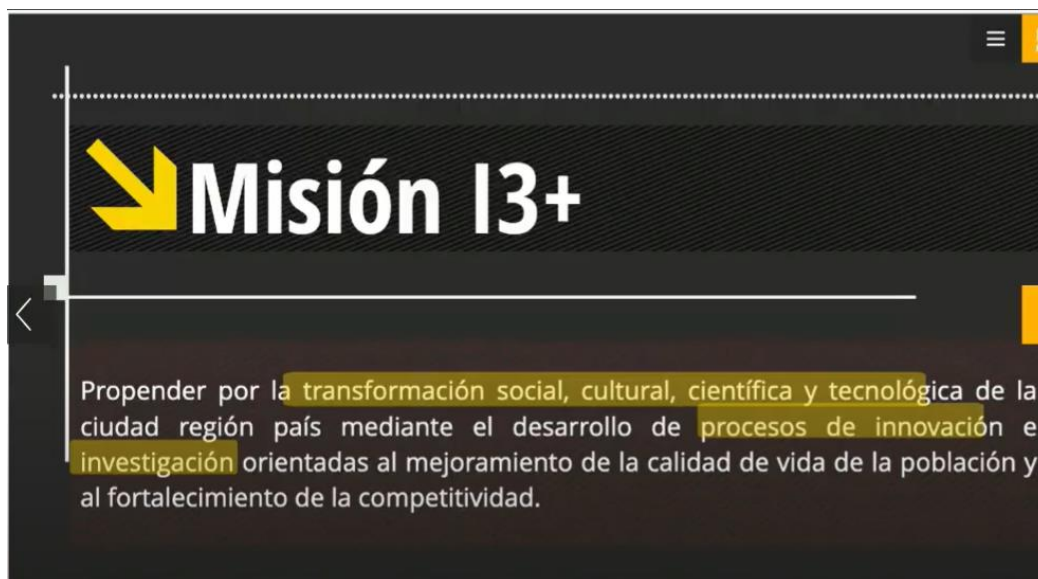 Misión I3+
Propender por la transformación social, cultural, científica y tecnológica de la
ciudad región país mediante el desarrollo de procesos de innovación e
investigación orientadas al mejoramiento de la calidad de vida de la población y
al fortalecimiento de la competitividad.